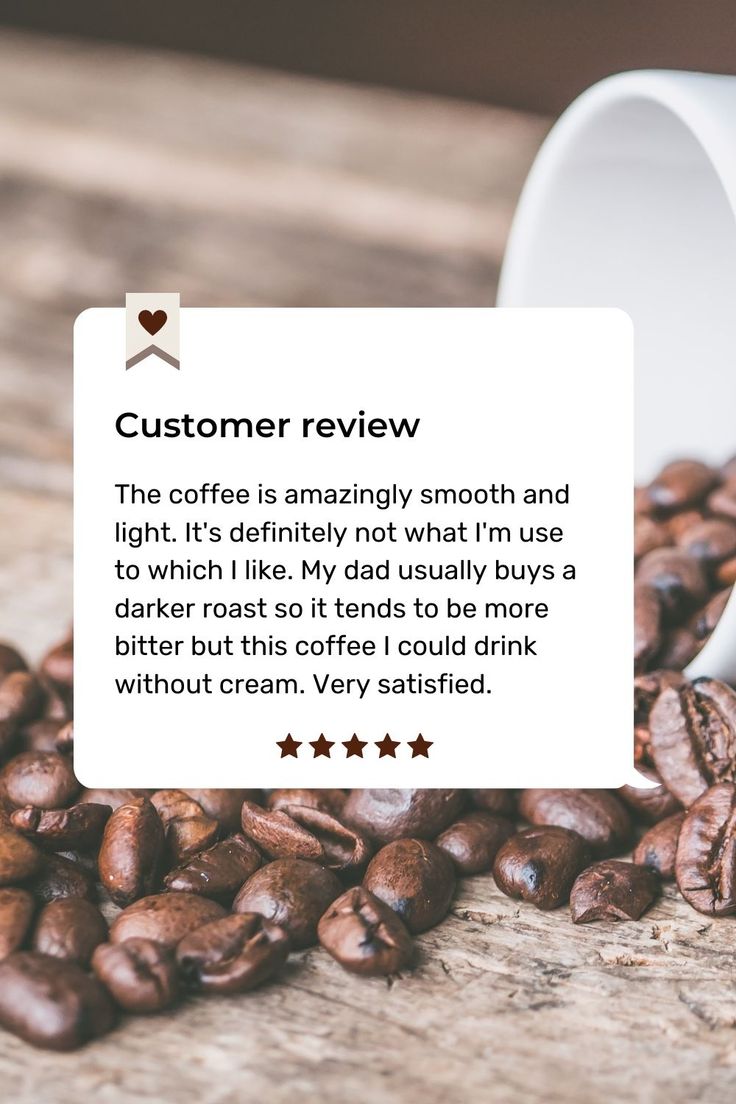 Customer review
The coffee is amazingly smooth and
light. It's definitely not what I'm use
to which I like. My dad usually buys a
darker roast so it tends to be more
bitter but this coffee I could drink
without cream. Very satisfied.